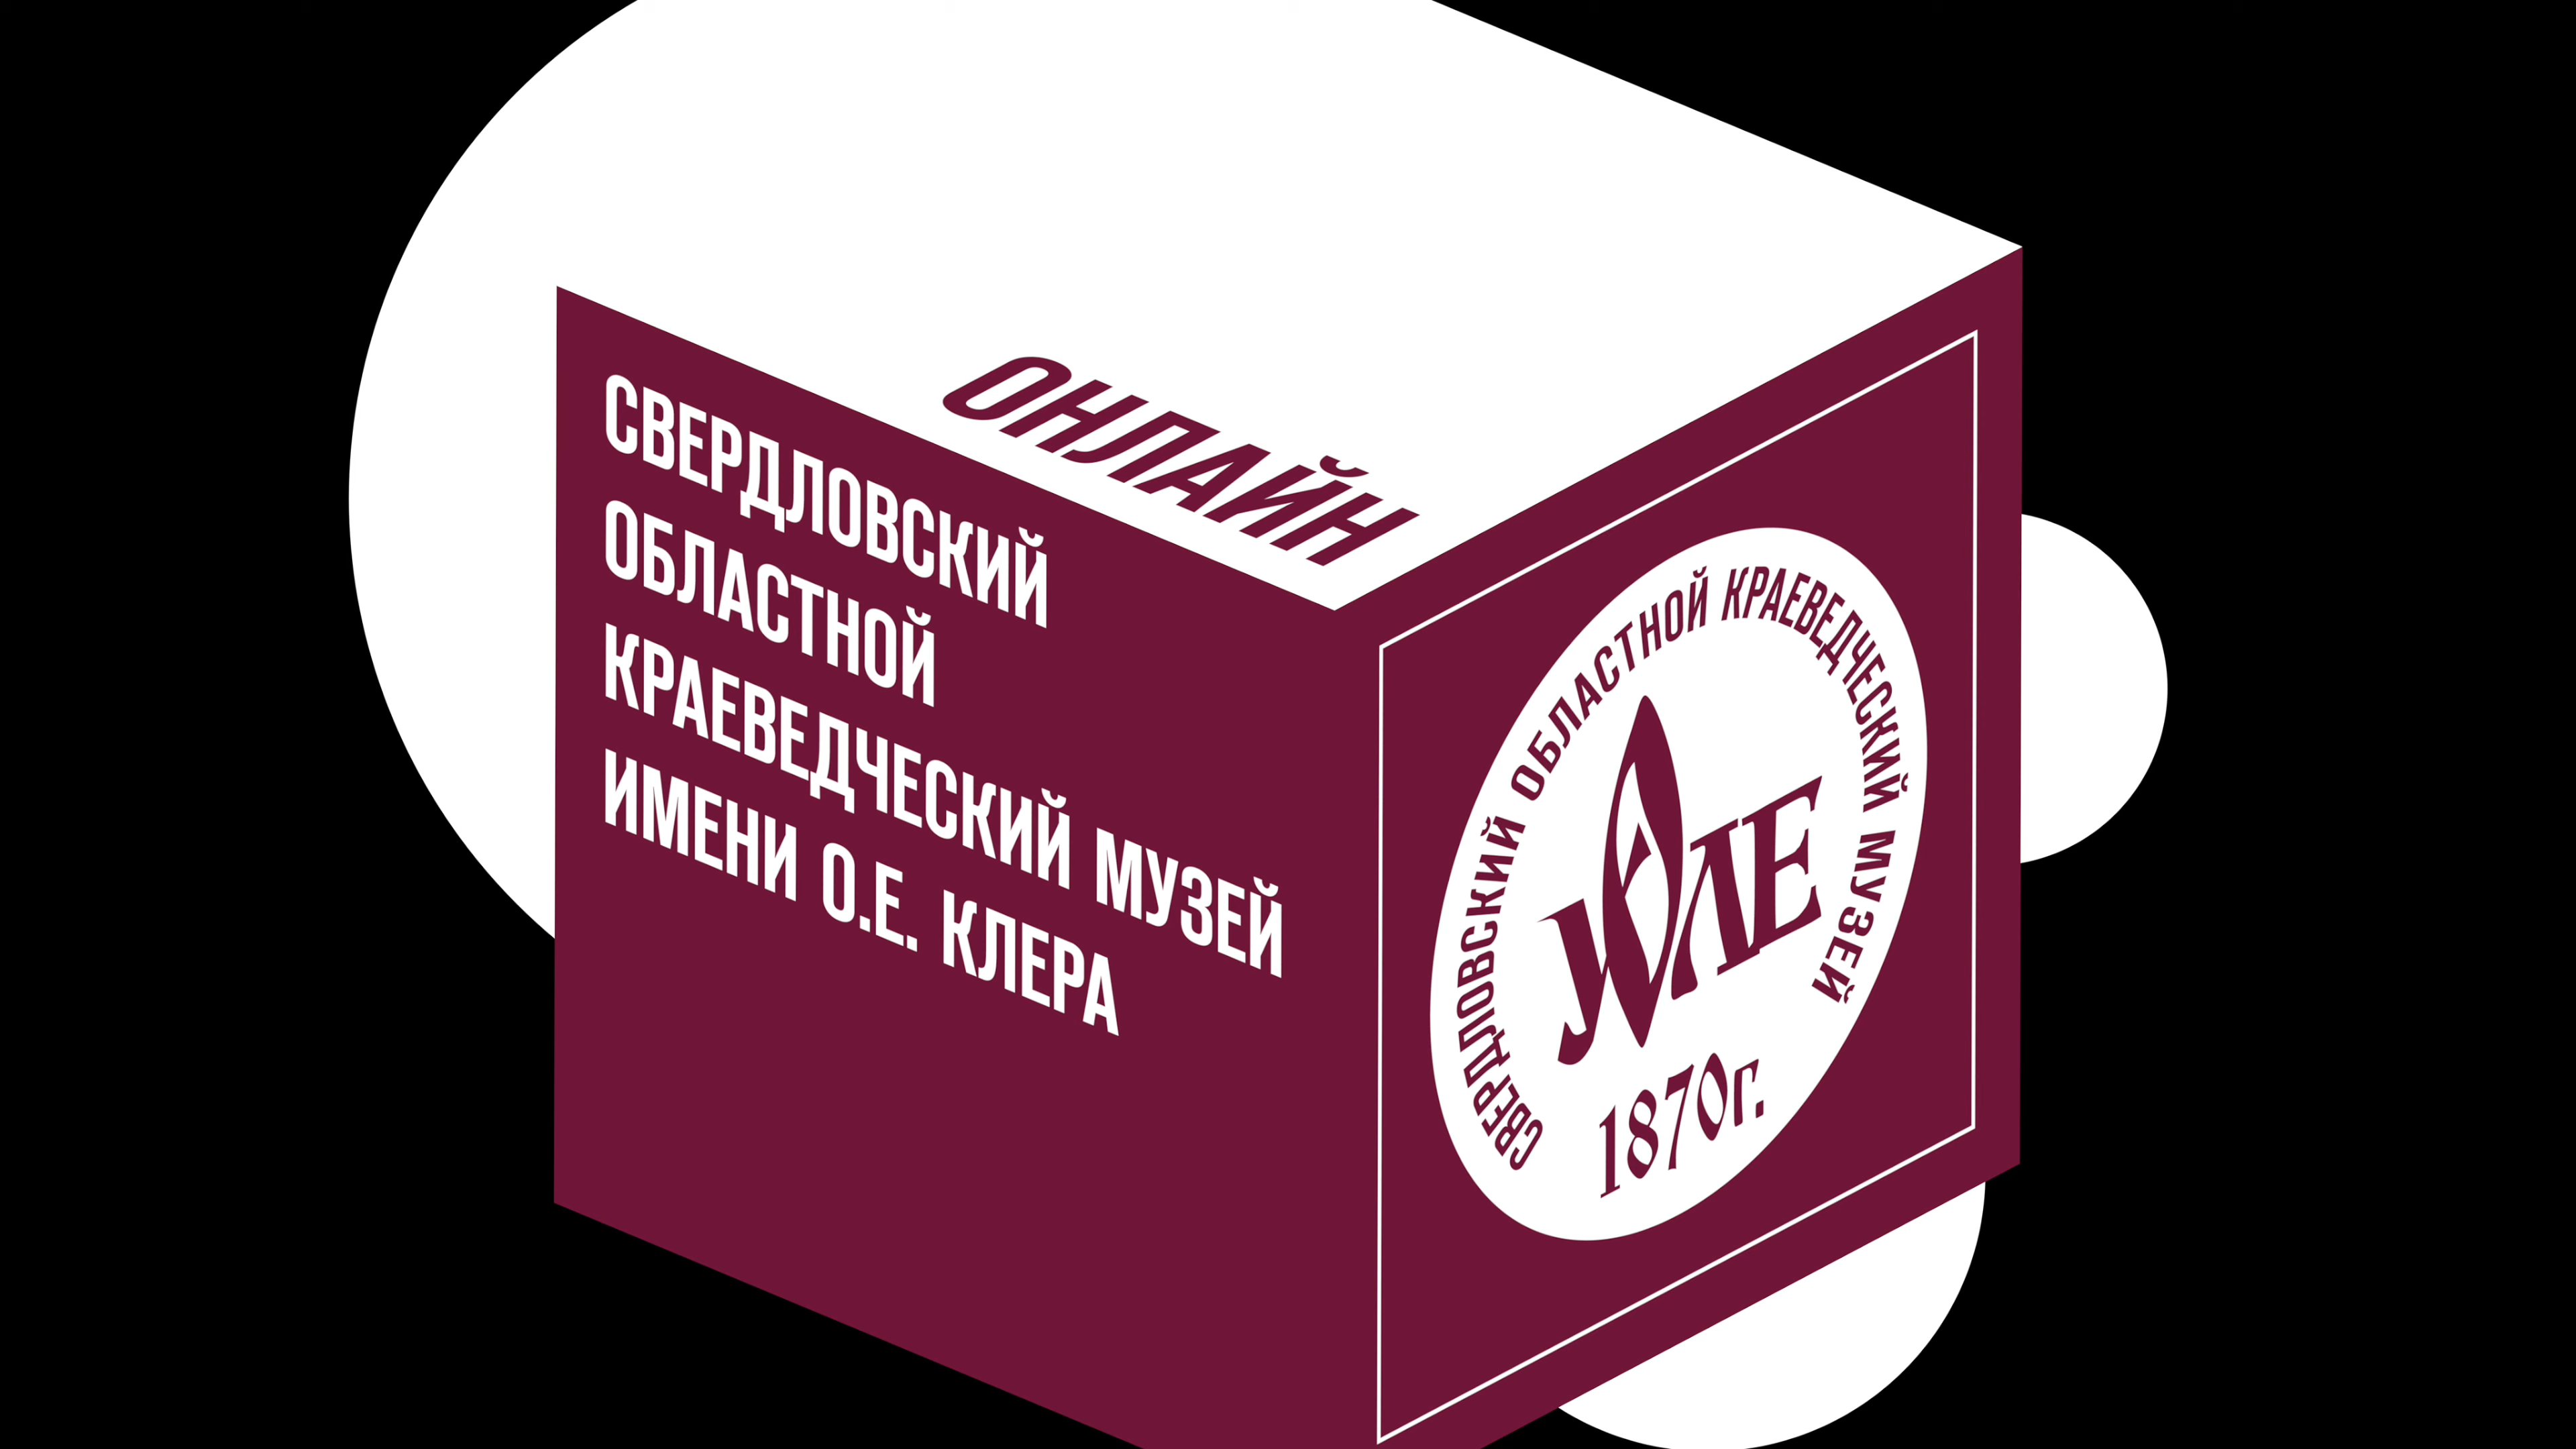 ОНЛАЙН
СВЕРДЛОВСКИЙ
ОБЛАСТНОЙ
КРАЕВЕДЧЕСКИЙ МУЗЕЙ
ИМЕНИ О.Е. КЛЕРА
СВЕРДЛОВСКИЙ ОБЛАСТНОЙ КРАЕВЕДЧЕСКИЙ МУЗЕЙ
УОЛЕ
1870г.